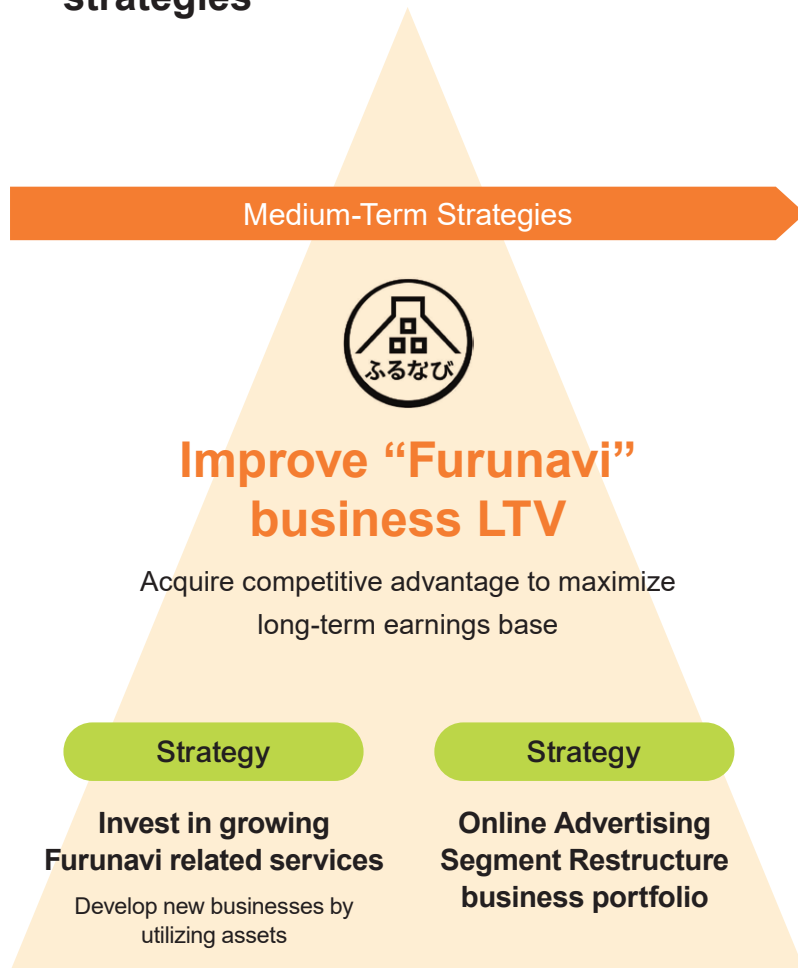 strategies
Medium-Term Strategies
ふるなび
Improve “Furunavi”
business LTV
Acquire competitive advantage to maximize
long-term earnings base
Strategy
Invest in growing
Furunavi related services
Develop new businesses by
utilizing assets
Strategy
Online Advertising
Segment Restructure
business portfolio